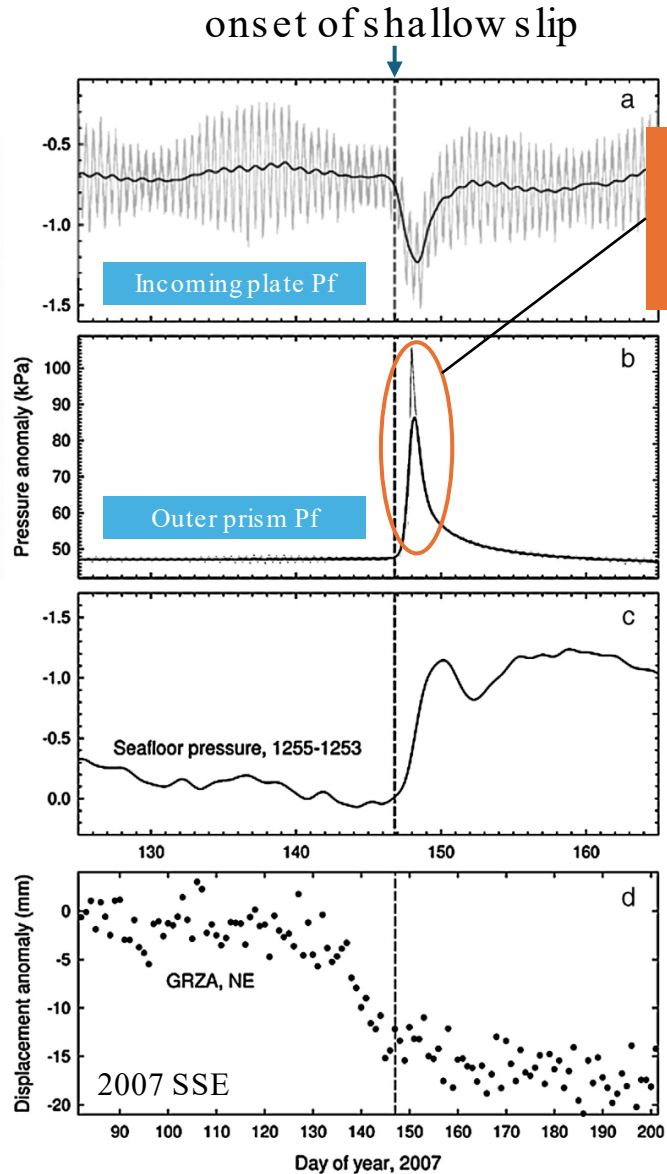 onset of shallow slip
a
-0.5
-1.0
-1.5
Incoming plate Pf
b
100
90
80
70
60
50
Pressure anomaly (kPa)
Outer prism Pf
c
-1.5
-1.0
-0.5
0.0
Seafloor pressure, 1255-1253
130 140 150 160
d
0
-5
-10
-15
-20
Displacement anomaly (mm)
GRZA, NE
2007 SSE
90 100 110 120 130 140 150 160 170 180 190 200
Day of year, 2007